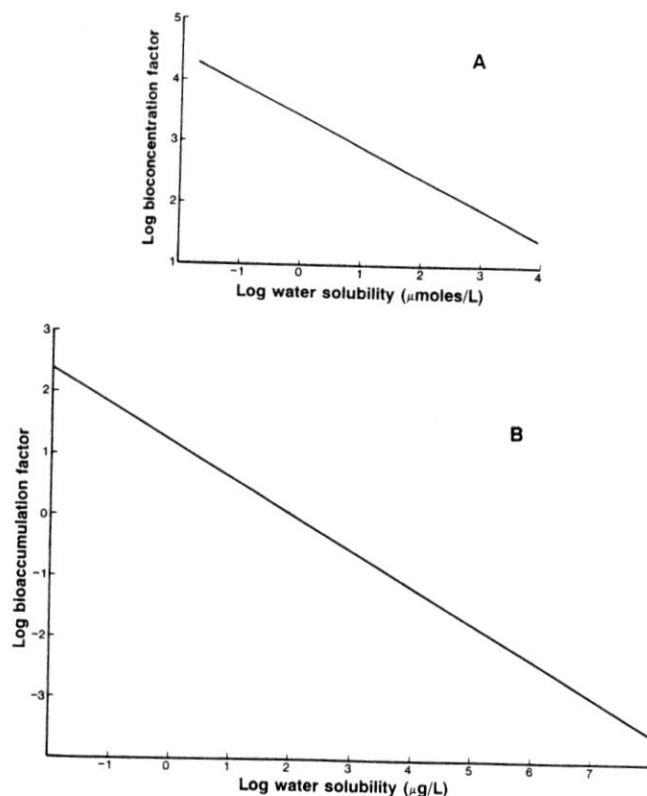 5
4
3
2
1
A
Log bioconcentration factor
−1 0 1 2 3 4
Log water solubility (μmoles/L)
3
2
1
0
−1
−2
−3
B
Log bioaccumulation factor
−1 0 1 2 3 4 5 6 7
Log water solubility (μg/L)